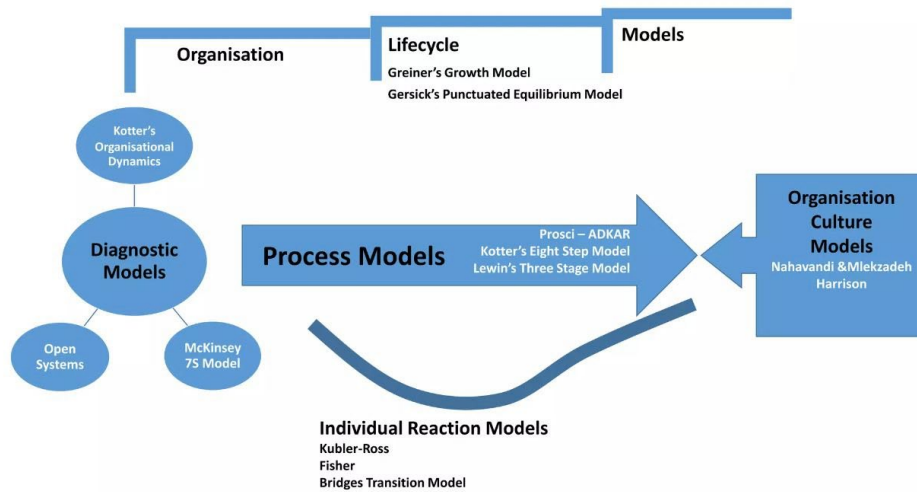 Organisation
Lifecycle
Models
Greiner's Growth Model
Gersick's Punctuated Equilibrium Model
Kotter's
Organisational
Dynamics
Diagnostic
Models
Open
Systems
McKinsey
7S Model
Process Models
Prosci – ADKAR
Kotter's Eight Step Model
Lewin's Three Stage Model
Organisation
Culture
Models
Nahavandi &Mlekzadeh
Harrison
Individual Reaction Models
Kubler-Ross
Fisher
Bridges Transition Model